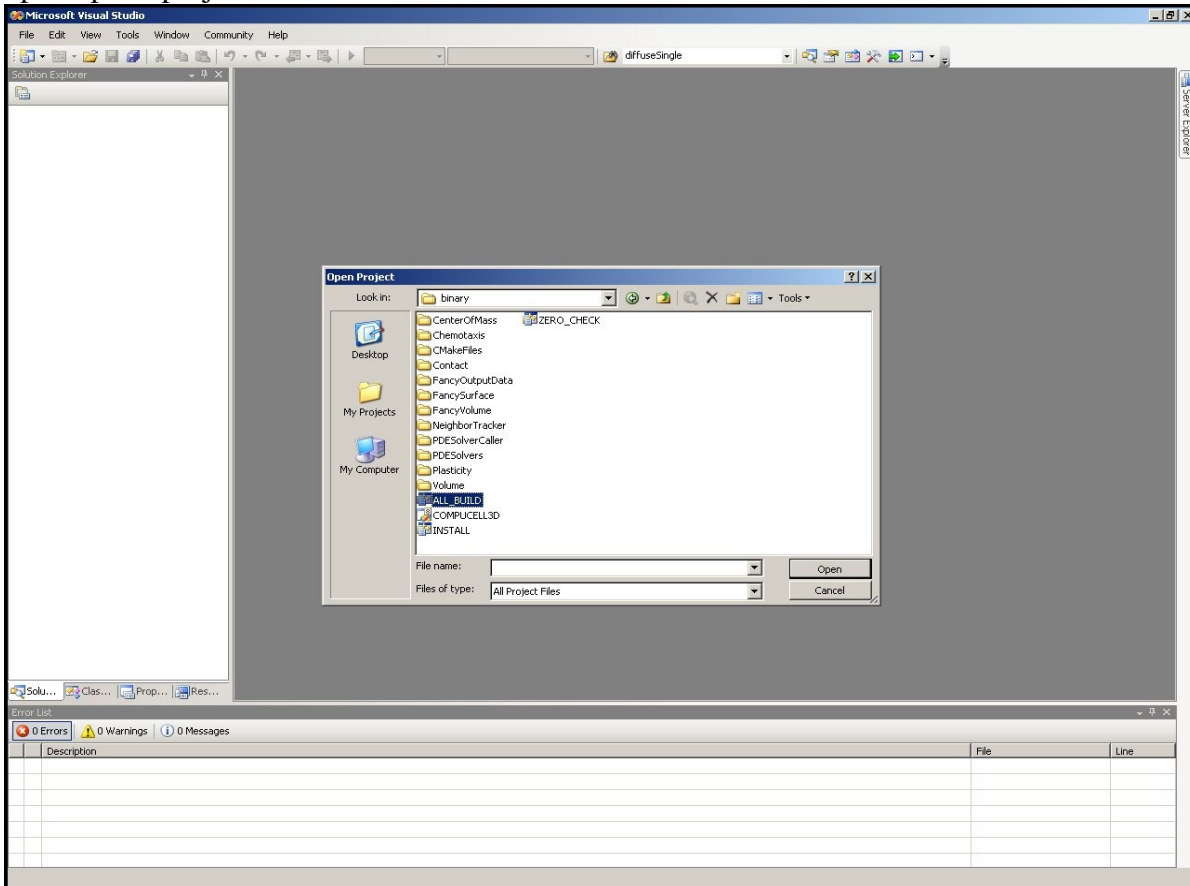 Microsoft Visual Studio
File Edit View Tools Window Community Help
diffuseSingle
Solution Explorer
Server Explorer
Open Project
Look in: binary Tools
CenterOfMass ZERO_CHECK
Chemotaxis
CMakeFiles
Contact
FancyOutputData
FancySurface
FancyVolume
NeighborTracker
PDESolverCaller
PDESolvers
Plasticity
Volume
ALL_BUILD
COMPUCELL3D
INSTALL
Desktop
My Projects
My Computer
File name: Open
Files of type: All Project Files Cancel
Solu... Clas... Prop... Res...
Error List
0 Errors 0 Warnings 0 Messages
Description File Line